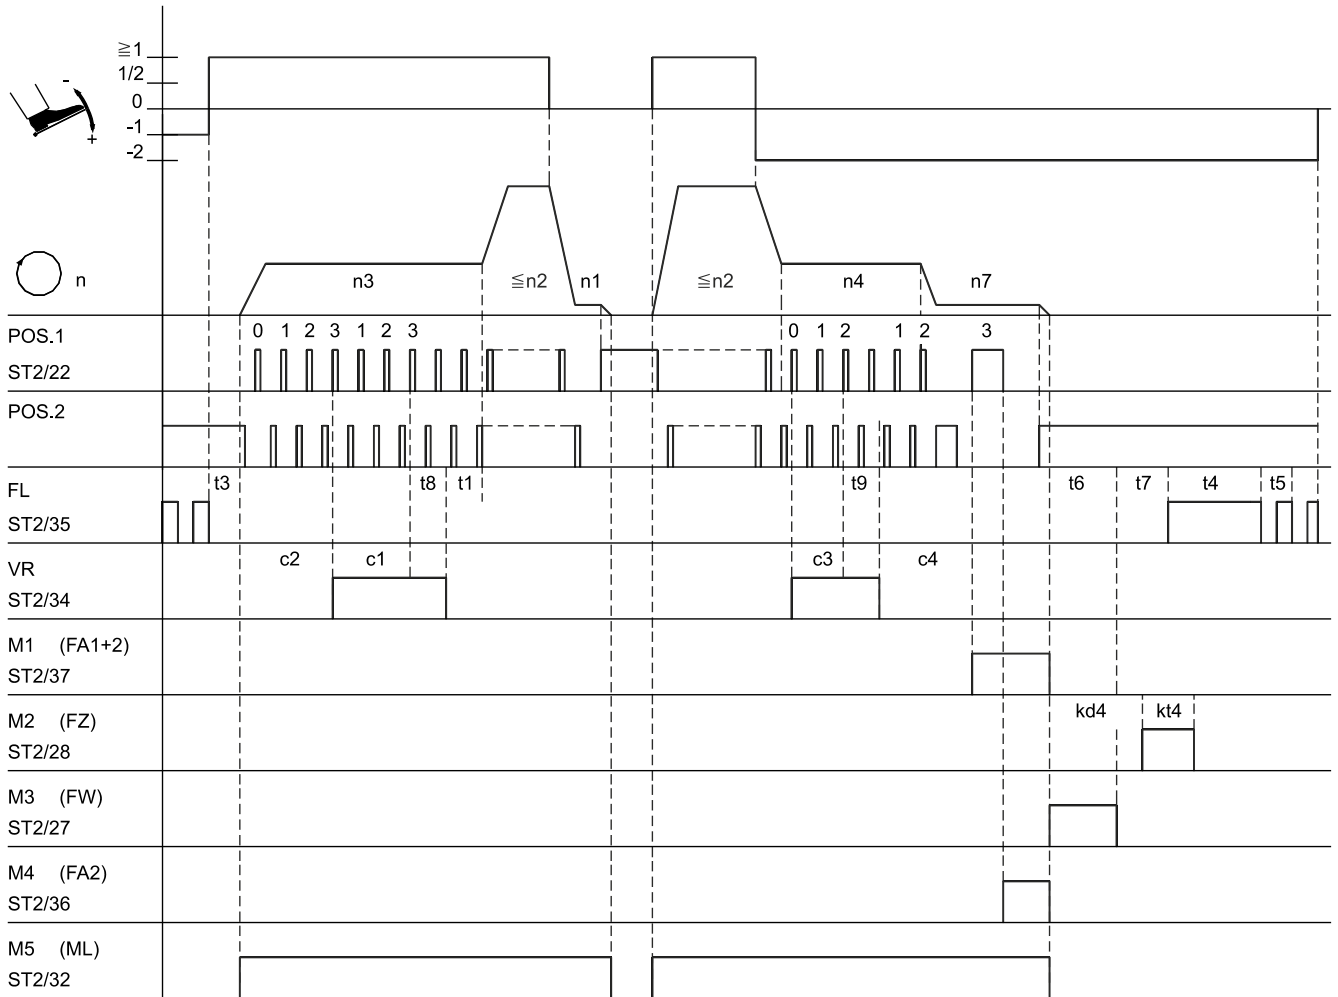 ≧1
1/2
0
-1
-2
-
+
n
n3
≦n2
n1
≦n2
n4
n7
POS.1
0 1 2 3 1 2 3
0 1 2 1 2 3
ST2/22
POS.2
FL
t3
t8
t1
t9
t6
t7
t4
t5
ST2/35
VR
c2
c1
c3
c4
ST2/34
M1 (FA1+2)
ST2/37
M2 (FZ)
kd4
kt4
ST2/28
M3 (FW)
ST2/27
M4 (FA2)
ST2/36
M5 (ML)
ST2/32